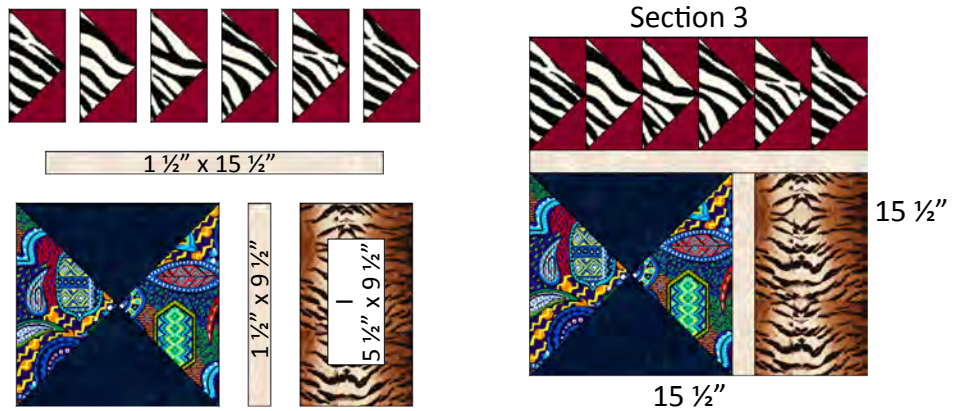 Section 3
1 ½” x 15 ½”
1 ½” x 9 ½”
I
5 ½” x 9 ½”
15 ½”
15 ½”